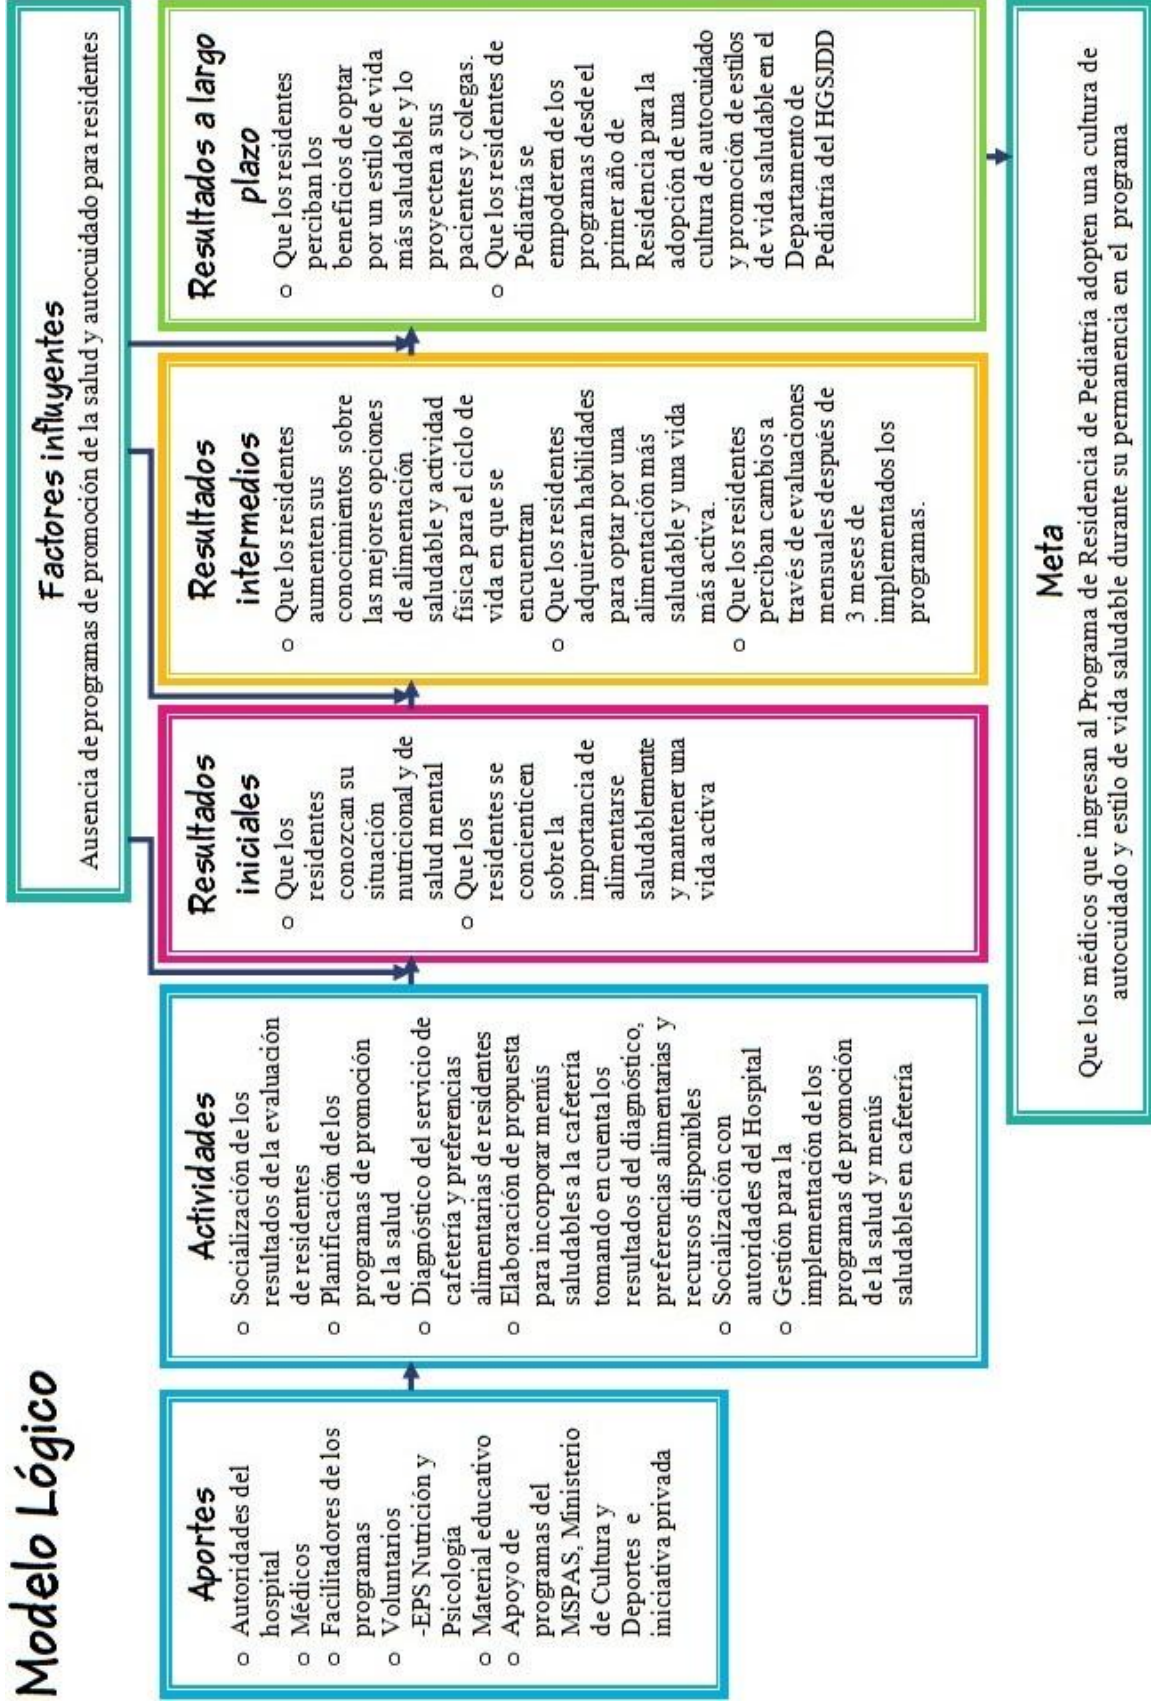 Modelo Lógico
Factores influyentes
Ausencia de programas de promoción de la salud y autocuidado para residentes
Aportes
o Autoridades del
hospital
o Médicos
o Facilitadores de los
programas
o Voluntarios
-EPS Nutrición y
Psicología
o Material educativo
o Apoyo de
programas del
MSPAS, Ministerio
de Cultura y
Deportes e
iniciativa privada
Actividades
o Socialización de los
resultados de la evaluación
de residentes
o Planificación de los
programas de promoción
de la salud
o Diagnóstico del servicio de
cafetería y preferencias
alimentarias de residentes
o Elaboración de propuesta
para incorporar menús
saludables a la cafetería
tomando en cuenta los
resultados del diagnóstico,
preferencias alimentarias y
recursos disponibles
o Socialización con
autoridades del Hospital
o Gestión para la
implementación de los
programas de promoción
de la salud y menús
saludables en cafetería
Resultados
iniciales
o Que los
residentes
conozcan su
situación
nutricional y de
salud mental
o Que los
residentes se
concienticen
sobre la
importancia de
alimentarse
saludablemente
y mantener una
vida activa
Resultados
intermedios
o Que los residentes
aumenten sus
conocimientos sobre
las mejores opciones
de alimentación
saludable y actividad
física para el ciclo de
vida en que se
encuentran
o Que los residentes
adquieran habilidades
para optar por una
alimentación más
saludable y una vida
más activa.
o Que los residentes
perciban cambios a
través de evaluaciones
mensuales después de
3 meses de
implementados los
programas.
Resultados a largo
plazo
o Que los residentes
perciban los
beneficios de optar
por un estilo de vida
más saludable y lo
proyecten a sus
pacientes y colegas.
o Que los residentes de
Pediatría se
empoderen de los
programas desde el
primer año de
Residencia para la
adopción de una
cultura de autocuidado
y promoción de estilos
de vida saludable en el
Departamento de
Pediatría del HGSJDD
Meta
Que los médicos que ingresan al Programa de Residencia de Pediatría adopten una cultura de
autocuidado y estilo de vida saludable durante su permanencia en el programa